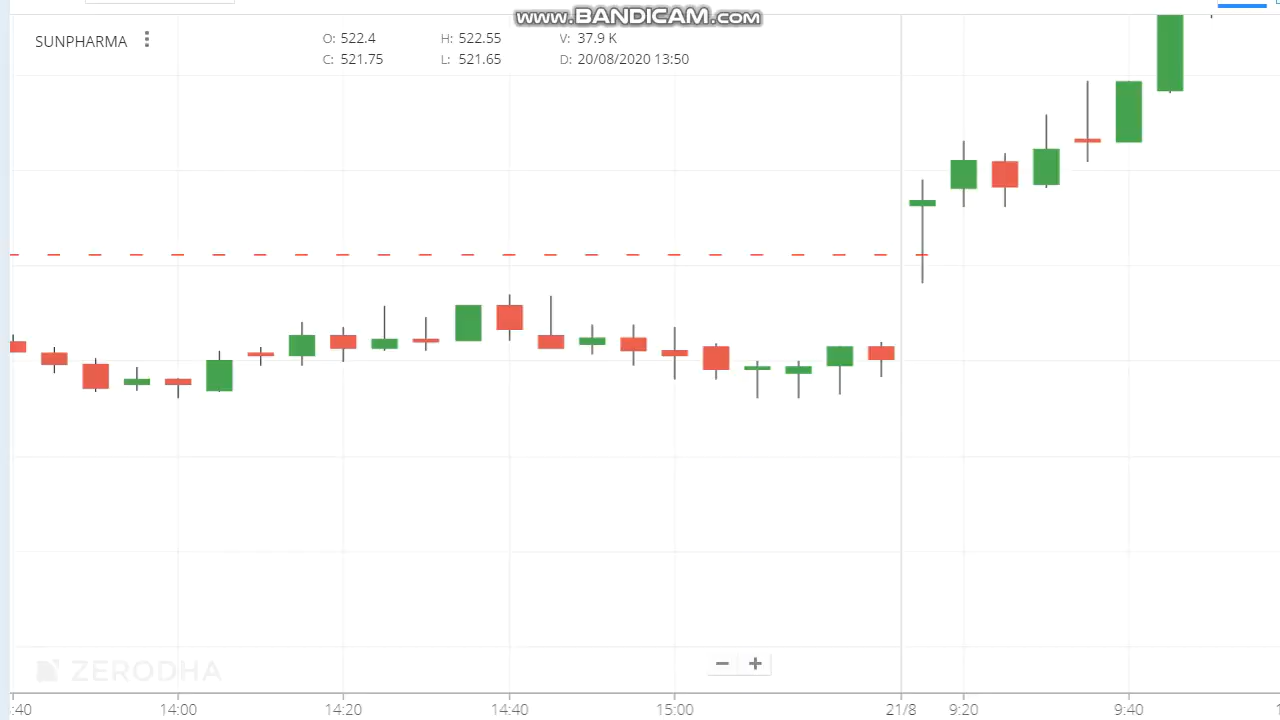 www.BANDICAM.com
SUNPHARMA
O: 522.4 H: 522.55 V: 37.9 K
C: 521.75 L: 521.65 D: 20/08/2020 13:50
ZERODHA
:40 14:00 14:20 14:40 15:00 21/8 9:20 9:40